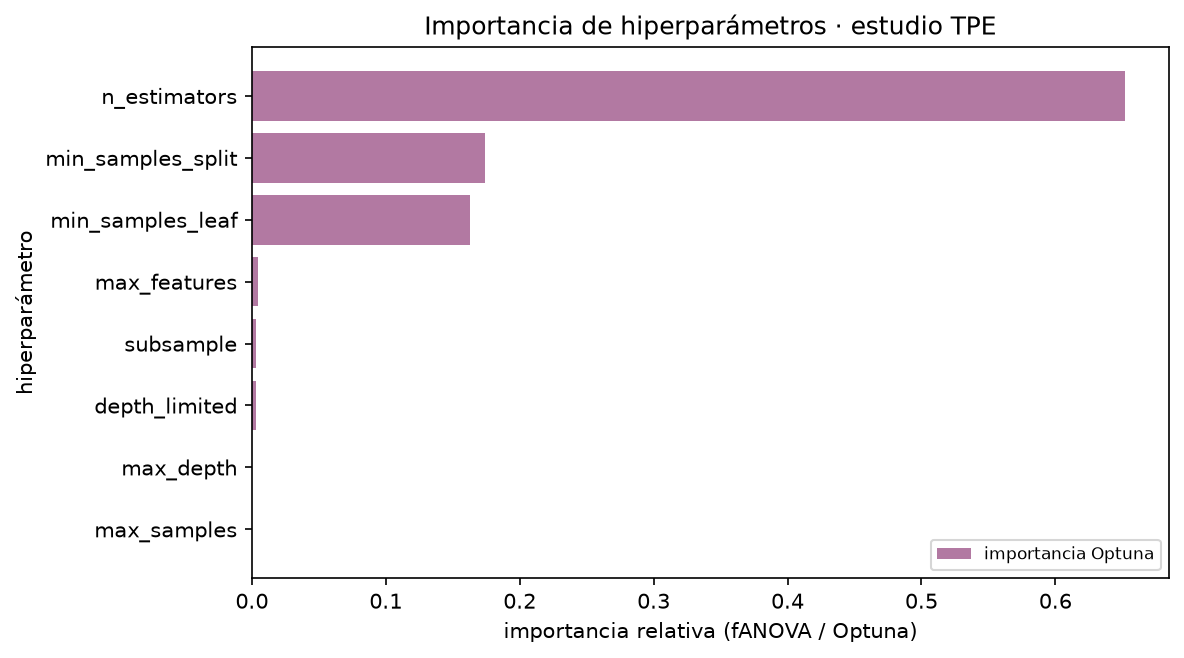 Importancia de hiperparámetros · estudio TPE
hiperparámetro
n_estimators
min_samples_split
min_samples_leaf
max_features
subsample
depth_limited
max_depth
max_samples
importancia Optuna
0.0 0.1 0.2 0.3 0.4 0.5 0.6
importancia relativa (fANOVA / Optuna)